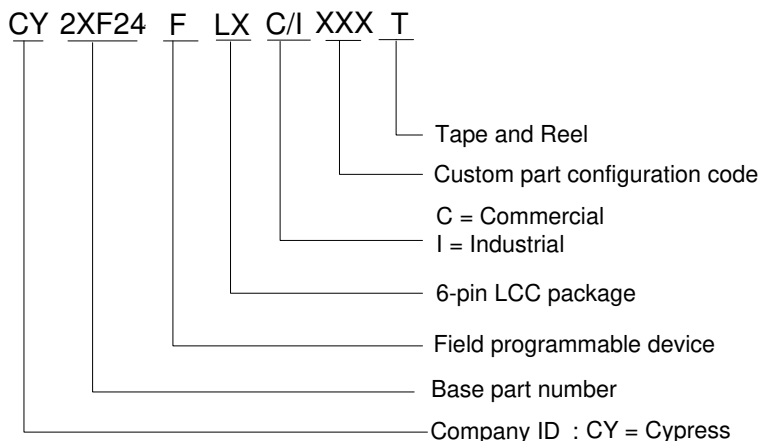 CY 2XF24 F LX C/I XXX T
Tape and Reel
Custom part configuration code
C = Commercial
I = Industrial
6-pin LCC package
Field programmable device
Base part number
Company ID : CY = Cypress